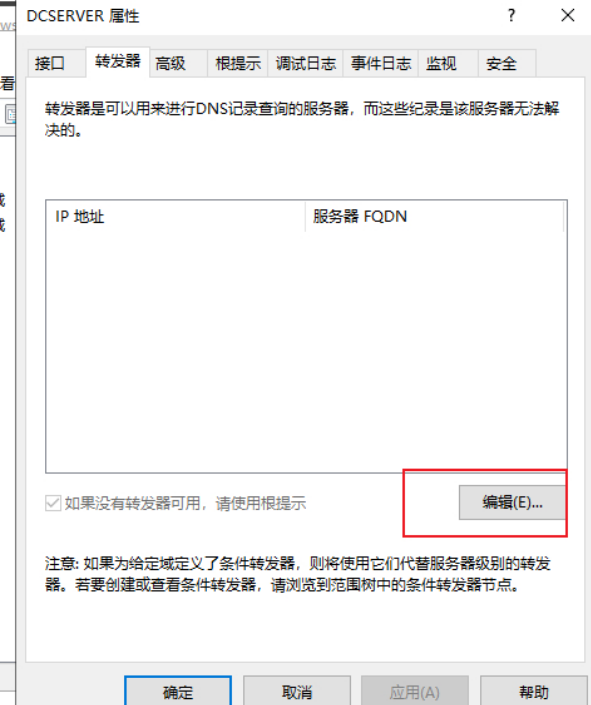 DCSERVER 属性
?
接口 转发器 高级 根提示 调试日志 事件日志 监视 安全
看
转发器是可以用来进行DNS记录查询的服务器，而这些纪录是该服务器无法解
决的。
IP 地址 服务器 FQDN
如果没有转发器可用，请使用根提示 编辑(E)...
注意: 如果为给定域定义了条件转发器，则将使用它们代替服务器级别的转发
器。若要创建或查看条件转发器，请浏览到范围树中的条件转发器节点。
确定 取消 应用(A) 帮助